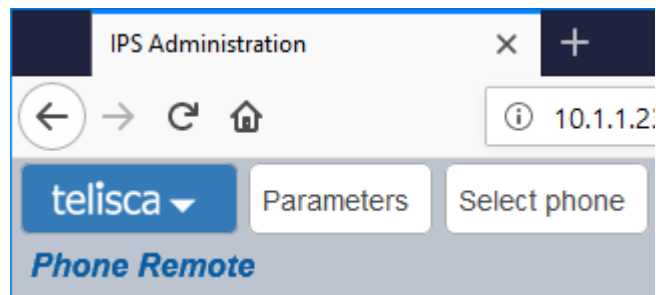 IPS Administration
10.1.1.2
telisca Parameters Select phone
Phone Remote